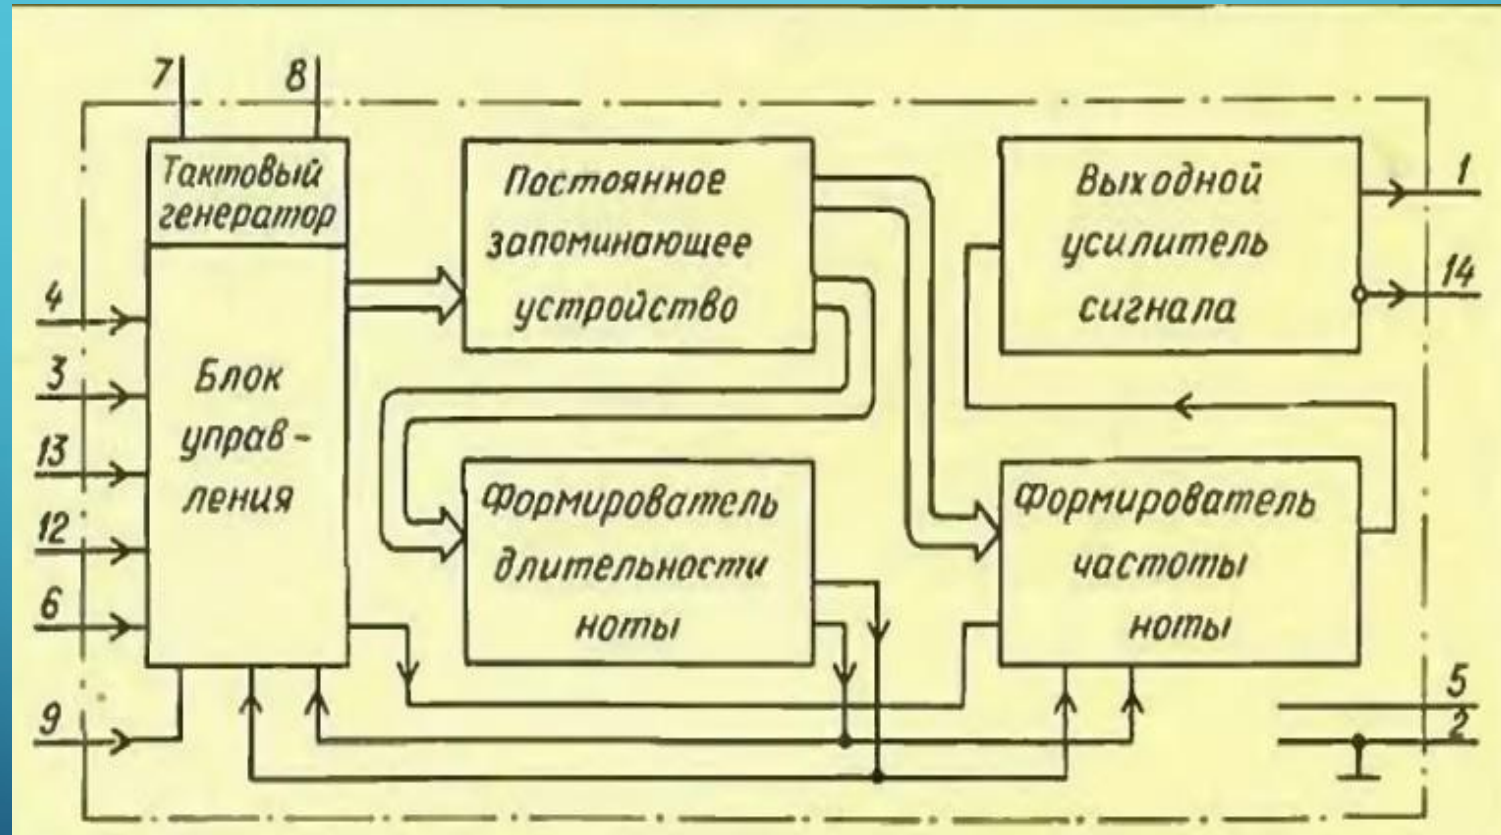 7
8
Тактовый
генератор
Блок
управ-
ления
4
3
13
12
6
9
Постоянное
запоминающее
устройство
Выходной
усилитель
сигнала
1
14
Формирователь
длительности
ноты
Формирователь
частоты
ноты
5
2